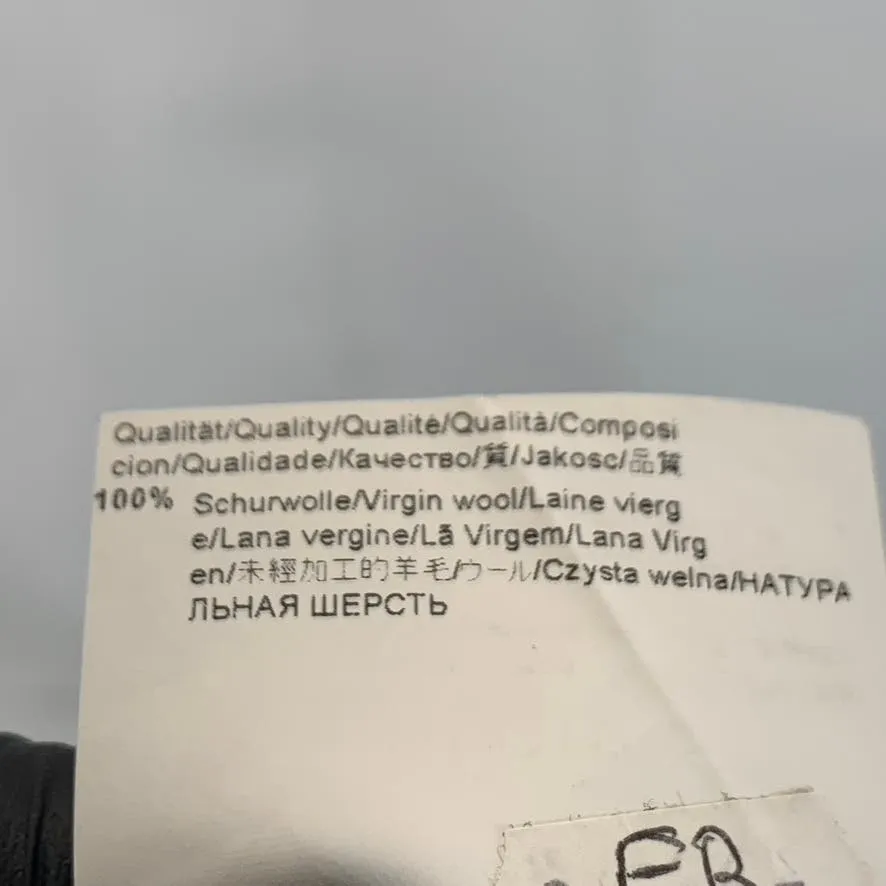 Qualität/Quality/Qualité/Qualità/Composi
cion/Qualidade/Качество/質/Jakosc/品質
100% Schurwolle/Virgin wool/Laine vierg
e/Lana vergine/Lã Virgem/Lana Virg
en/未經加工的羊毛/ウール/Czysta welna/НАТУРА
ЛЬНАЯ ШЕРСТЬ